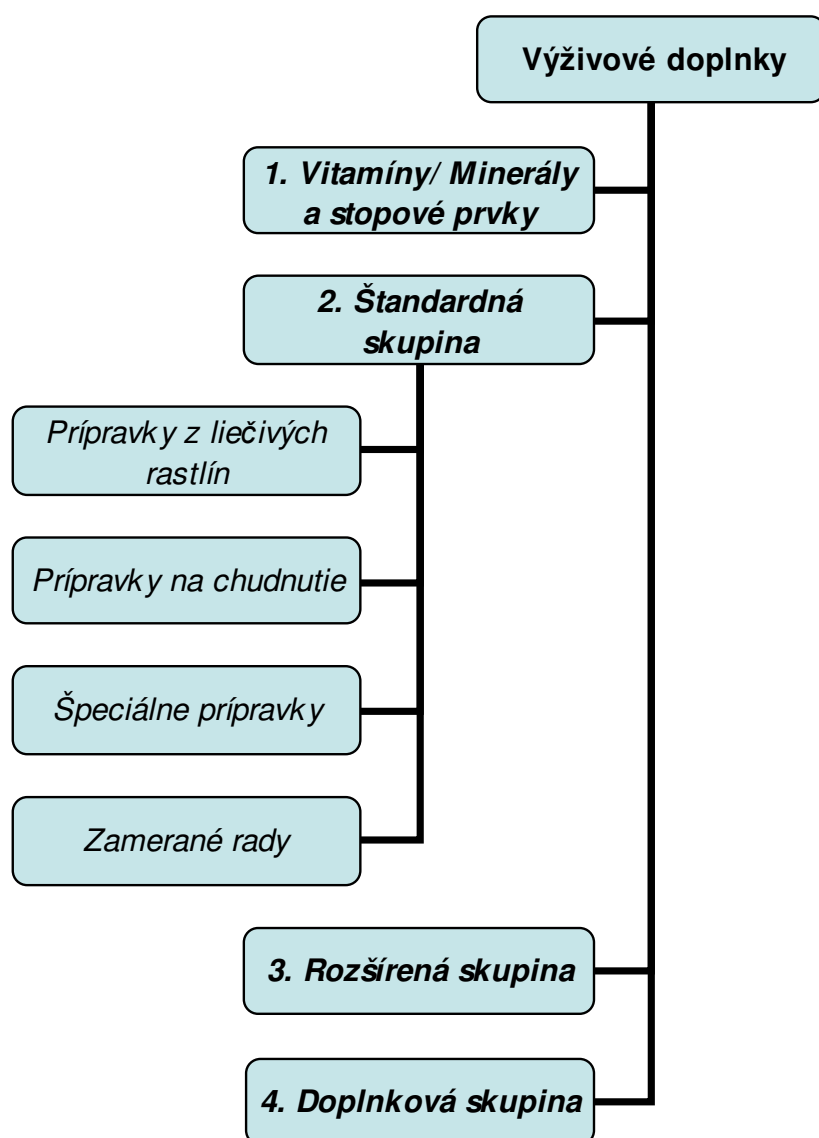 Výživové doplnky
1. Vitamíny/ Minerály
a stopové prvky
2. Štandardná
skupina
Prípravky z liečivých
rastlín
Prípravky na chudnutie
Špeciálne prípravky
Zamerané rady
3. Rozšírená skupina
4. Doplnková skupina